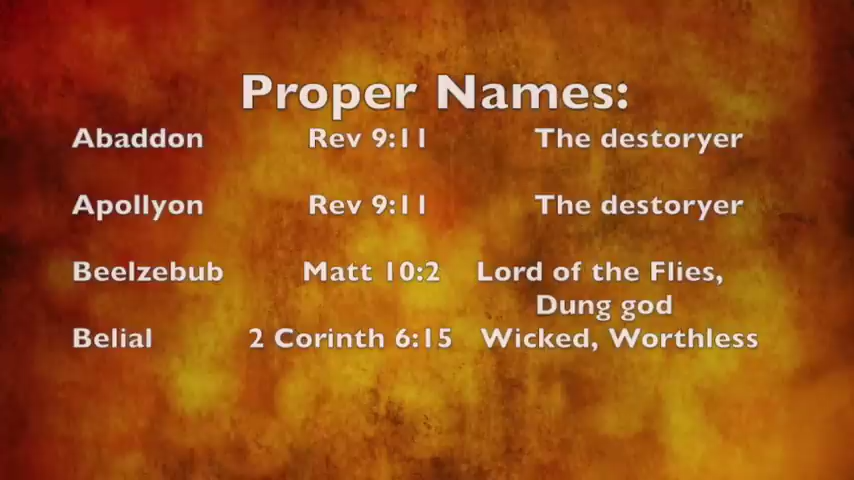 Proper Names:
Abaddon Rev 9:11 The destoryer
Apollyon Rev 9:11 The destoryer
Beelzebub Matt 10:2 Lord of the Flies,
Dung god
Belial 2 Corinth 6:15 Wicked, Worthless